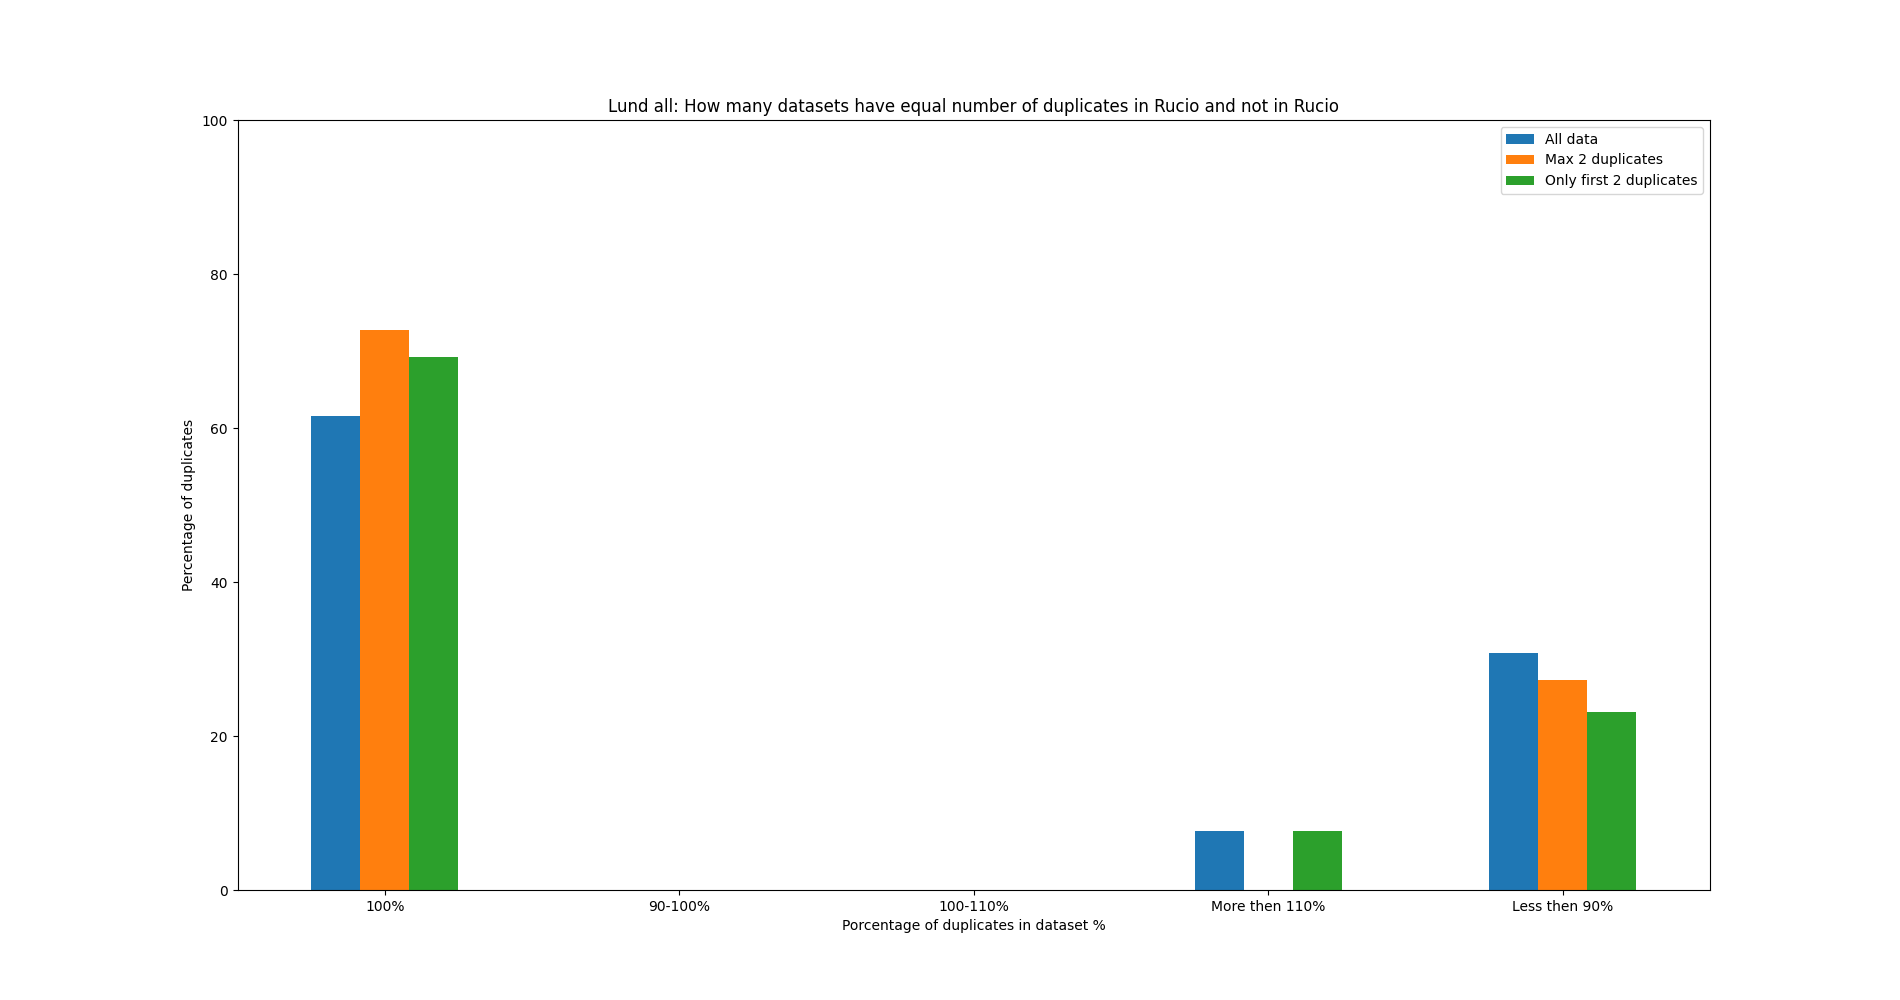 Lund all: How many datasets have equal number of duplicates in Rucio and not in Rucio
100
80
60
40
20
0
Percentage of duplicates
All data
Max 2 duplicates
Only first 2 duplicates
100%
90-100%
100-110%
More then 110%
Less then 90%
Porcentage of duplicates in dataset %